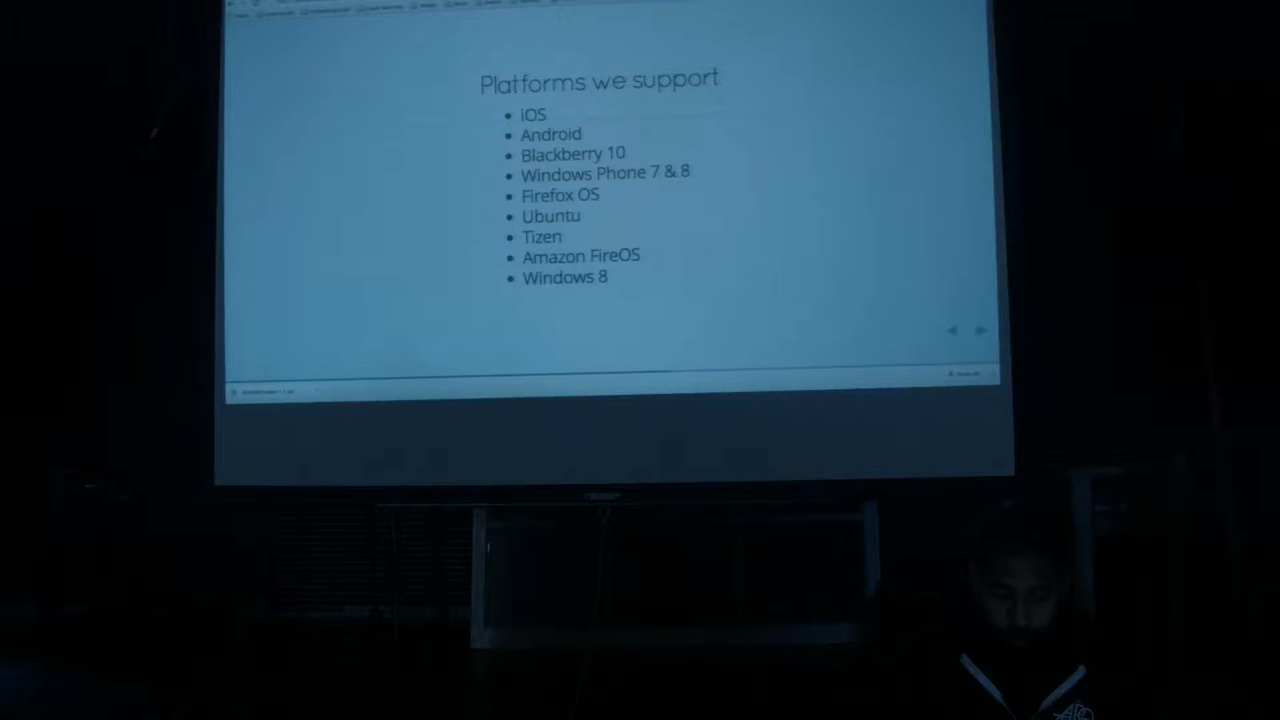 Platforms we support
iOS
Android
Blackberry 10
Windows Phone 7 & 8
Firefox OS
Ubuntu
Tizen
Amazon FireOS
Windows 8